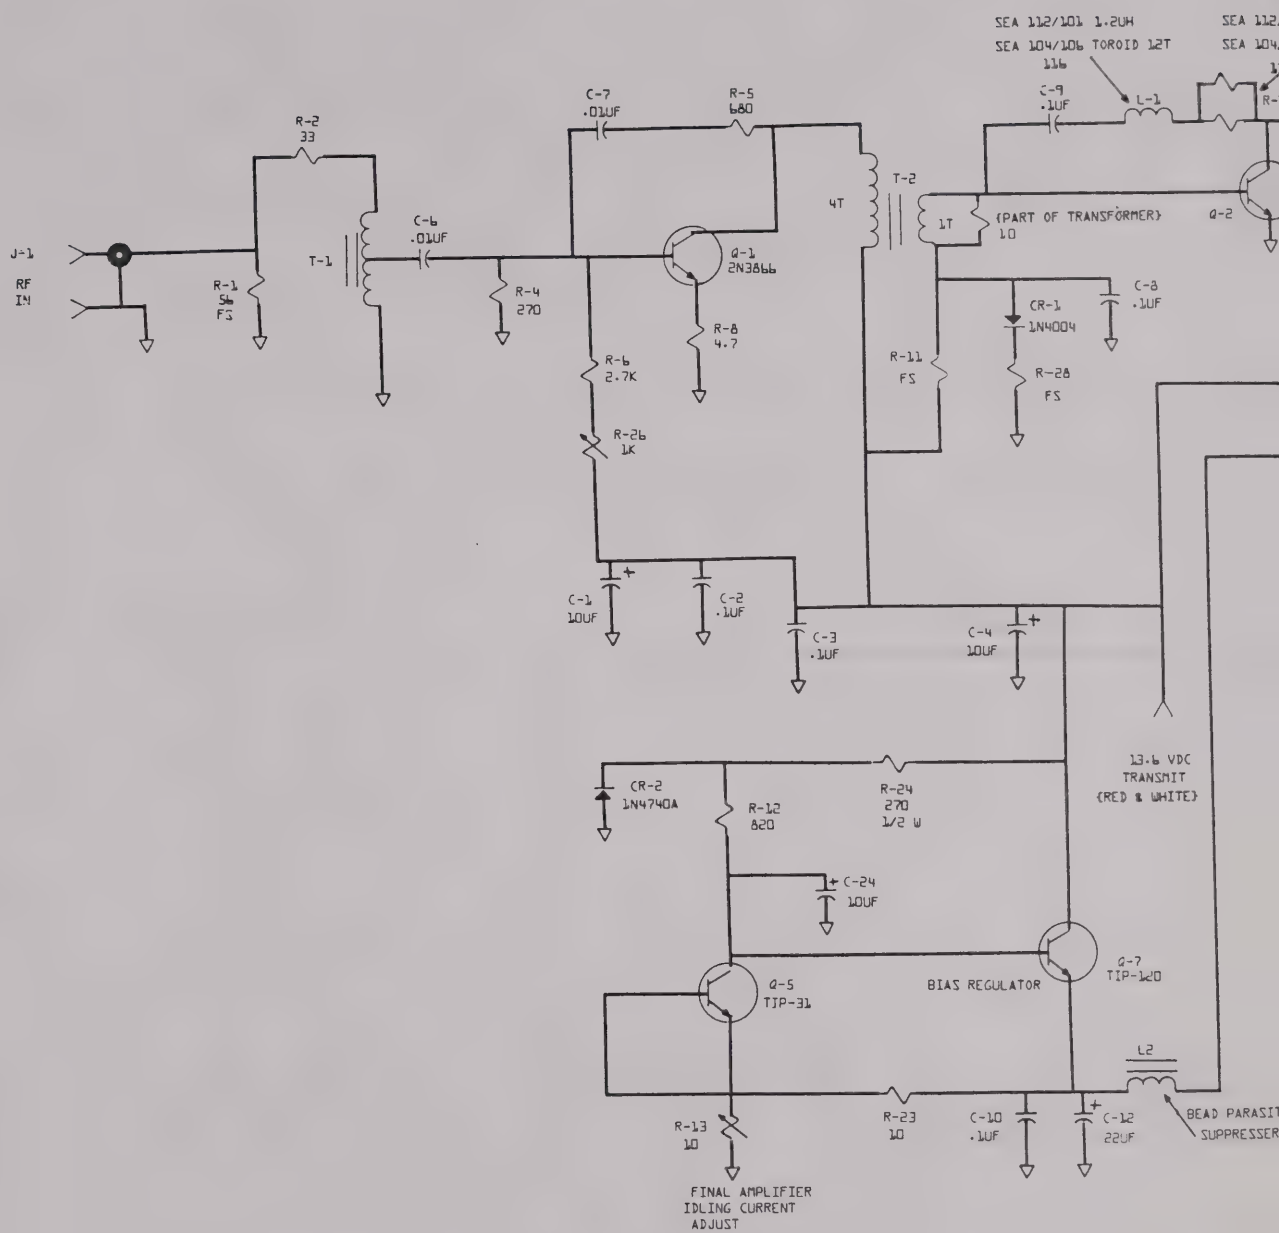 SEA 112/101 1.2UH
SEA 104/106 TOROID 12T
116
SEA 112/
SEA 104/
C-7
.01UF
R-5
680
C-9
.1UF
L-1
R-2
33
T-2
4T
1T
{PART OF TRANSFORMER}
10
Q-2
C-6
.01UF
J-1
RF
IN
T-1
Q-1
2N3866
R-1
56
FS
R-4
270
R-8
4.7
CR-1
1N4004
C-8
.1UF
R-6
2.7K
R-11
FS
R-28
FS
R-26
1K
C-1
10UF
+
C-2
.1UF
C-3
.1UF
C-4
10UF
+
13.6 VDC
TRANSMIT
{RED & WHITE}
CR-2
1N4740A
R-12
820
R-24
270
1/2 W
+ C-24
10UF
Q-5
TIP-31
BIAS REGULATOR
Q-7
TIP-120
L2
R-13
10
R-23
10
C-10
.1UF
+
C-12
22UF
BEAD PARASIT
SUPPRESSER
FINAL AMPLIFIER
IDLING CURRENT
ADJUST